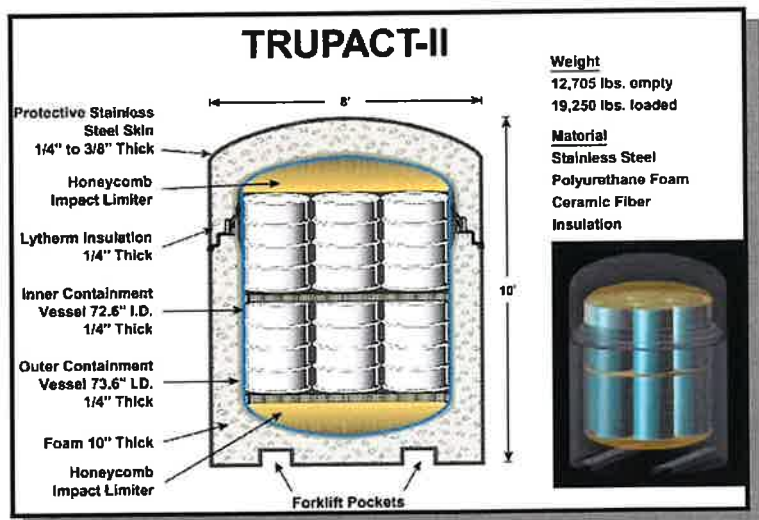 TRUPACT-II
Weight
12,705 lbs. empty
19,250 lbs. loaded
Material
Stainless Steel
Polyurethane Foam
Ceramic Fiber
Insulation
8'
10'
Protective Stainless
Steel Skin
1/4" to 3/8" Thick
Honeycomb
Impact Limiter
Lytherm Insulation
1/4" Thick
Inner Containment
Vessel 72.6" I.D.
1/4" Thick
Outer Containment
Vessel 73.6" I.D.
1/4" Thick
Foam 10" Thick
Honeycomb
Impact Limiter
Forklift Pockets